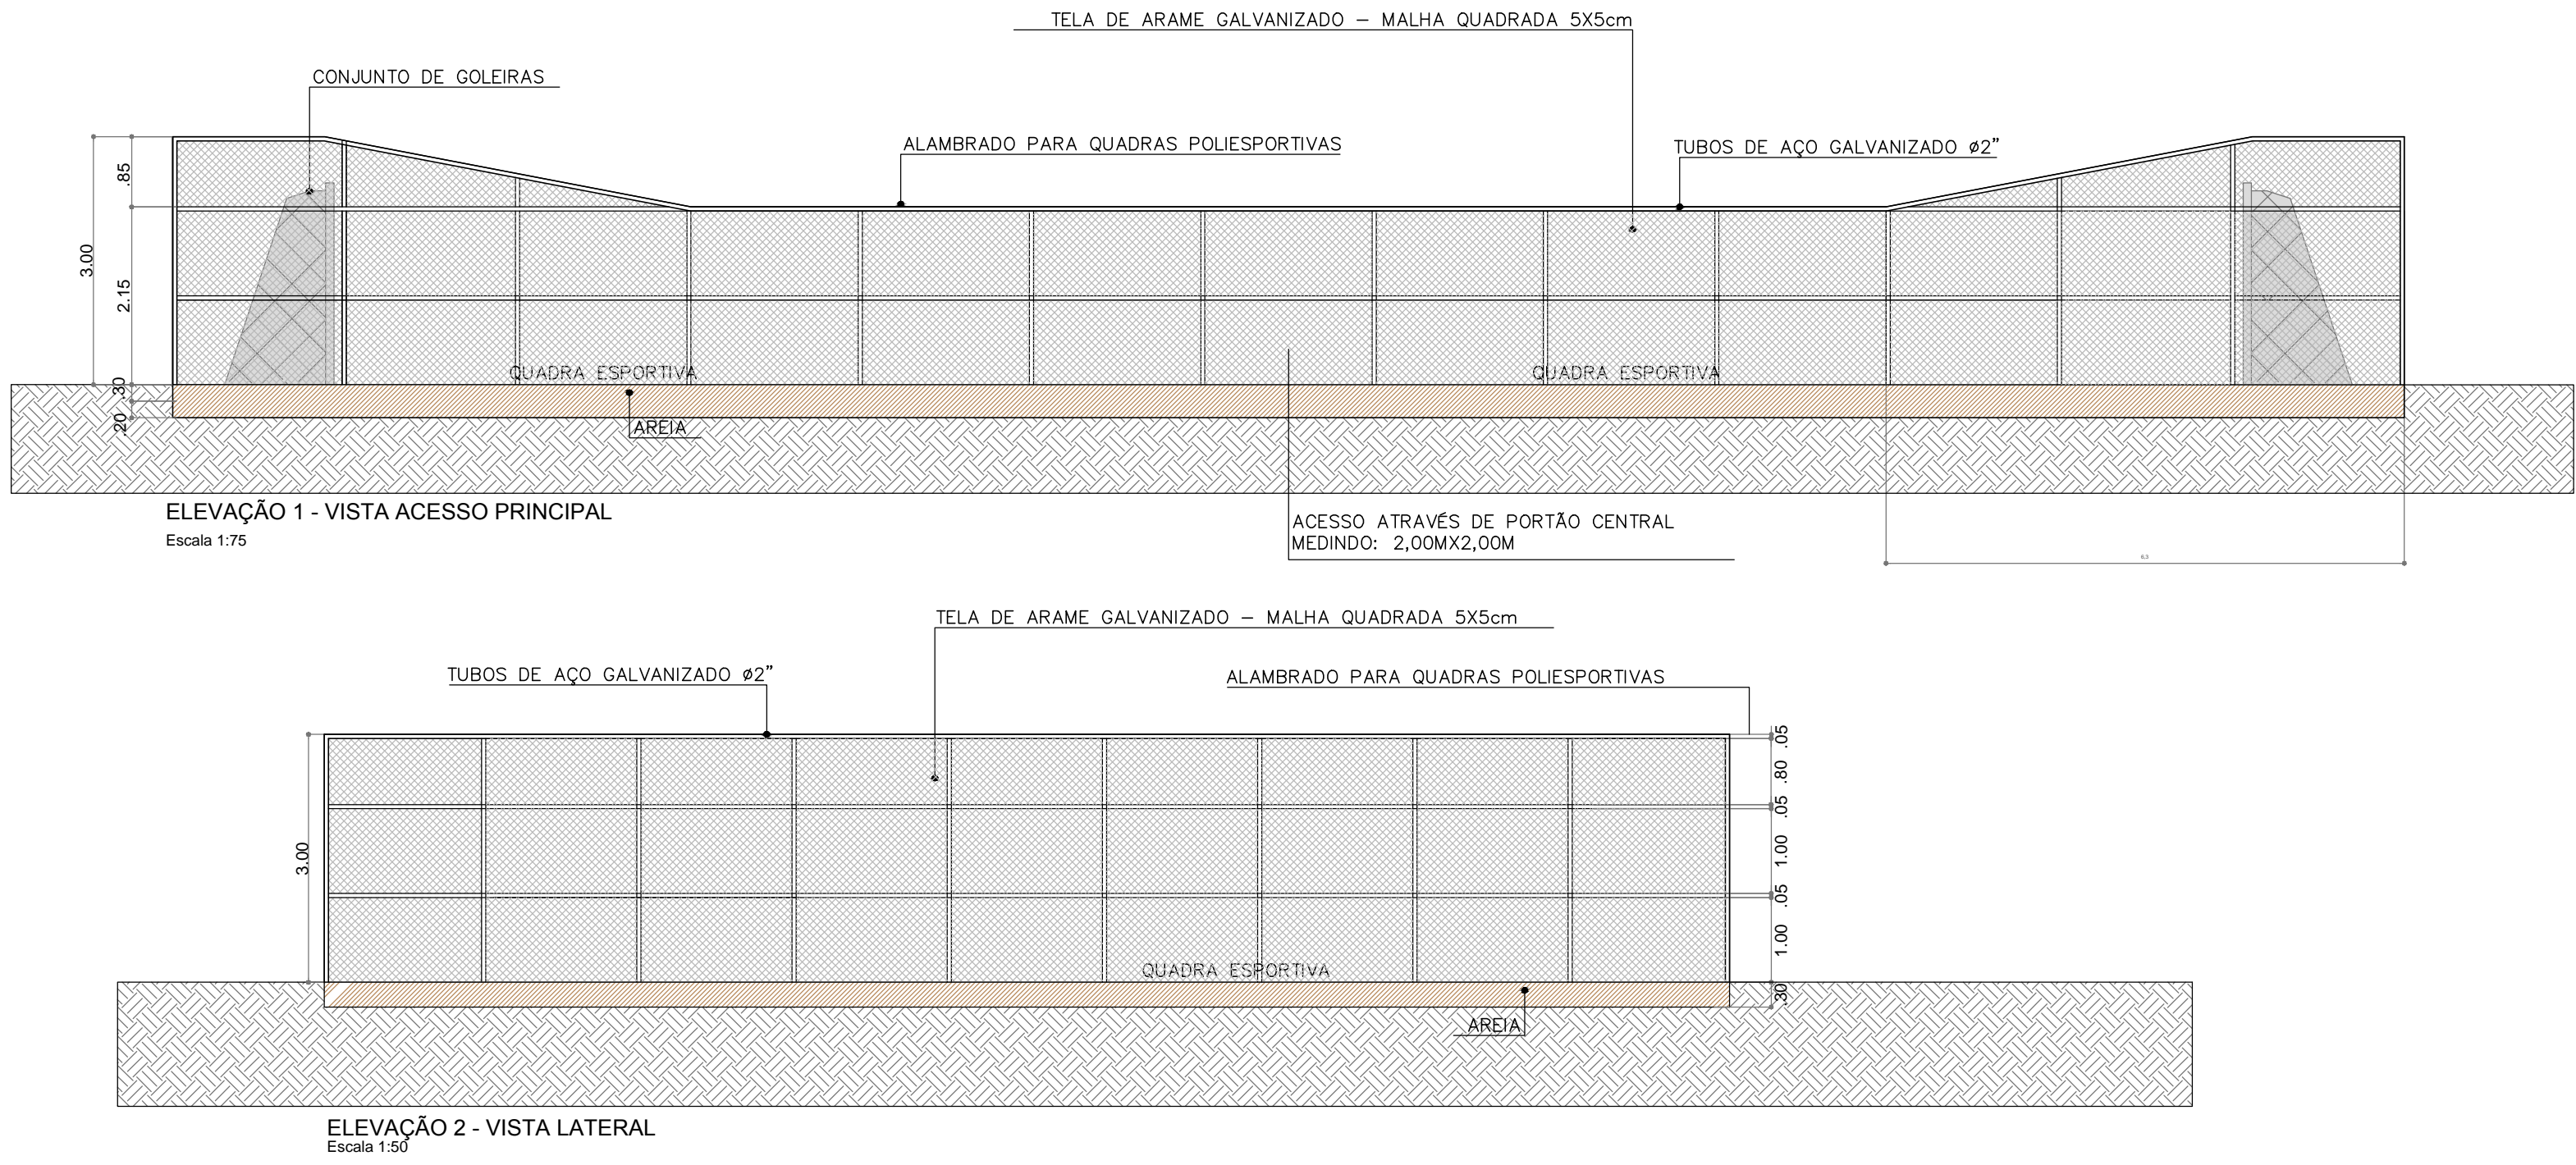 TELA DE ARAME GALVANIZADO – MALHA QUADRADA 5X5cm
CONJUNTO DE GOLEIRAS
ALAMBRADO PARA QUADRAS POLIESPORTIVAS
TUBOS DE AÇO GALVANIZADO ø2”
.85
3.00
2.15
.30
.20
QUADRA ESPORTIVA
QUADRA ESPORTIVA
AREIA
ELEVAÇÃO 1 - VISTA ACESSO PRINCIPAL
Escala 1:75
ACESSO ATRAVÉS DE PORTÃO CENTRAL
MEDINDO: 2,00MX2,00M
TELA DE ARAME GALVANIZADO – MALHA QUADRADA 5X5cm
TUBOS DE AÇO GALVANIZADO ø2”
ALAMBRADO PARA QUADRAS POLIESPORTIVAS
.05
.80
.05
1.00
3.00
.05
1.00
QUADRA ESPORTIVA
.30
AREIA
ELEVAÇÃO 2 - VISTA LATERAL
Escala 1:50